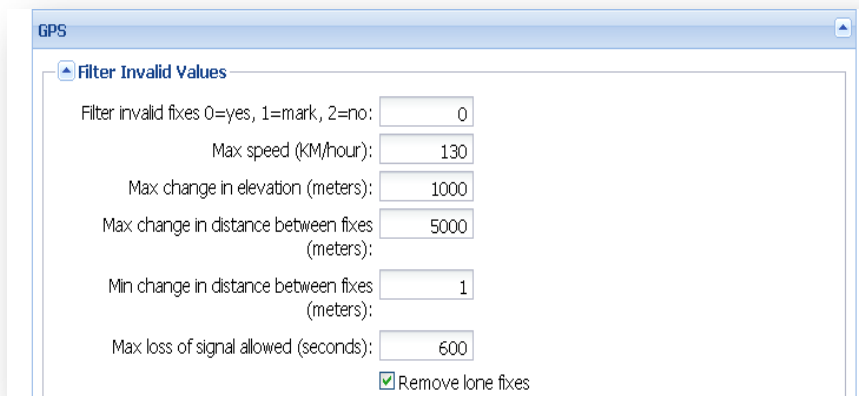 GPS
Filter Invalid Values
Filter invalid fixes 0=yes, 1=mark, 2=no: 0
Max speed (KM/hour): 130
Max change in elevation (meters): 1000
Max change in distance between fixes 5000
(meters):
Min change in distance between fixes 1
(meters):
Max loss of signal allowed (seconds): 600
Remove lone fixes